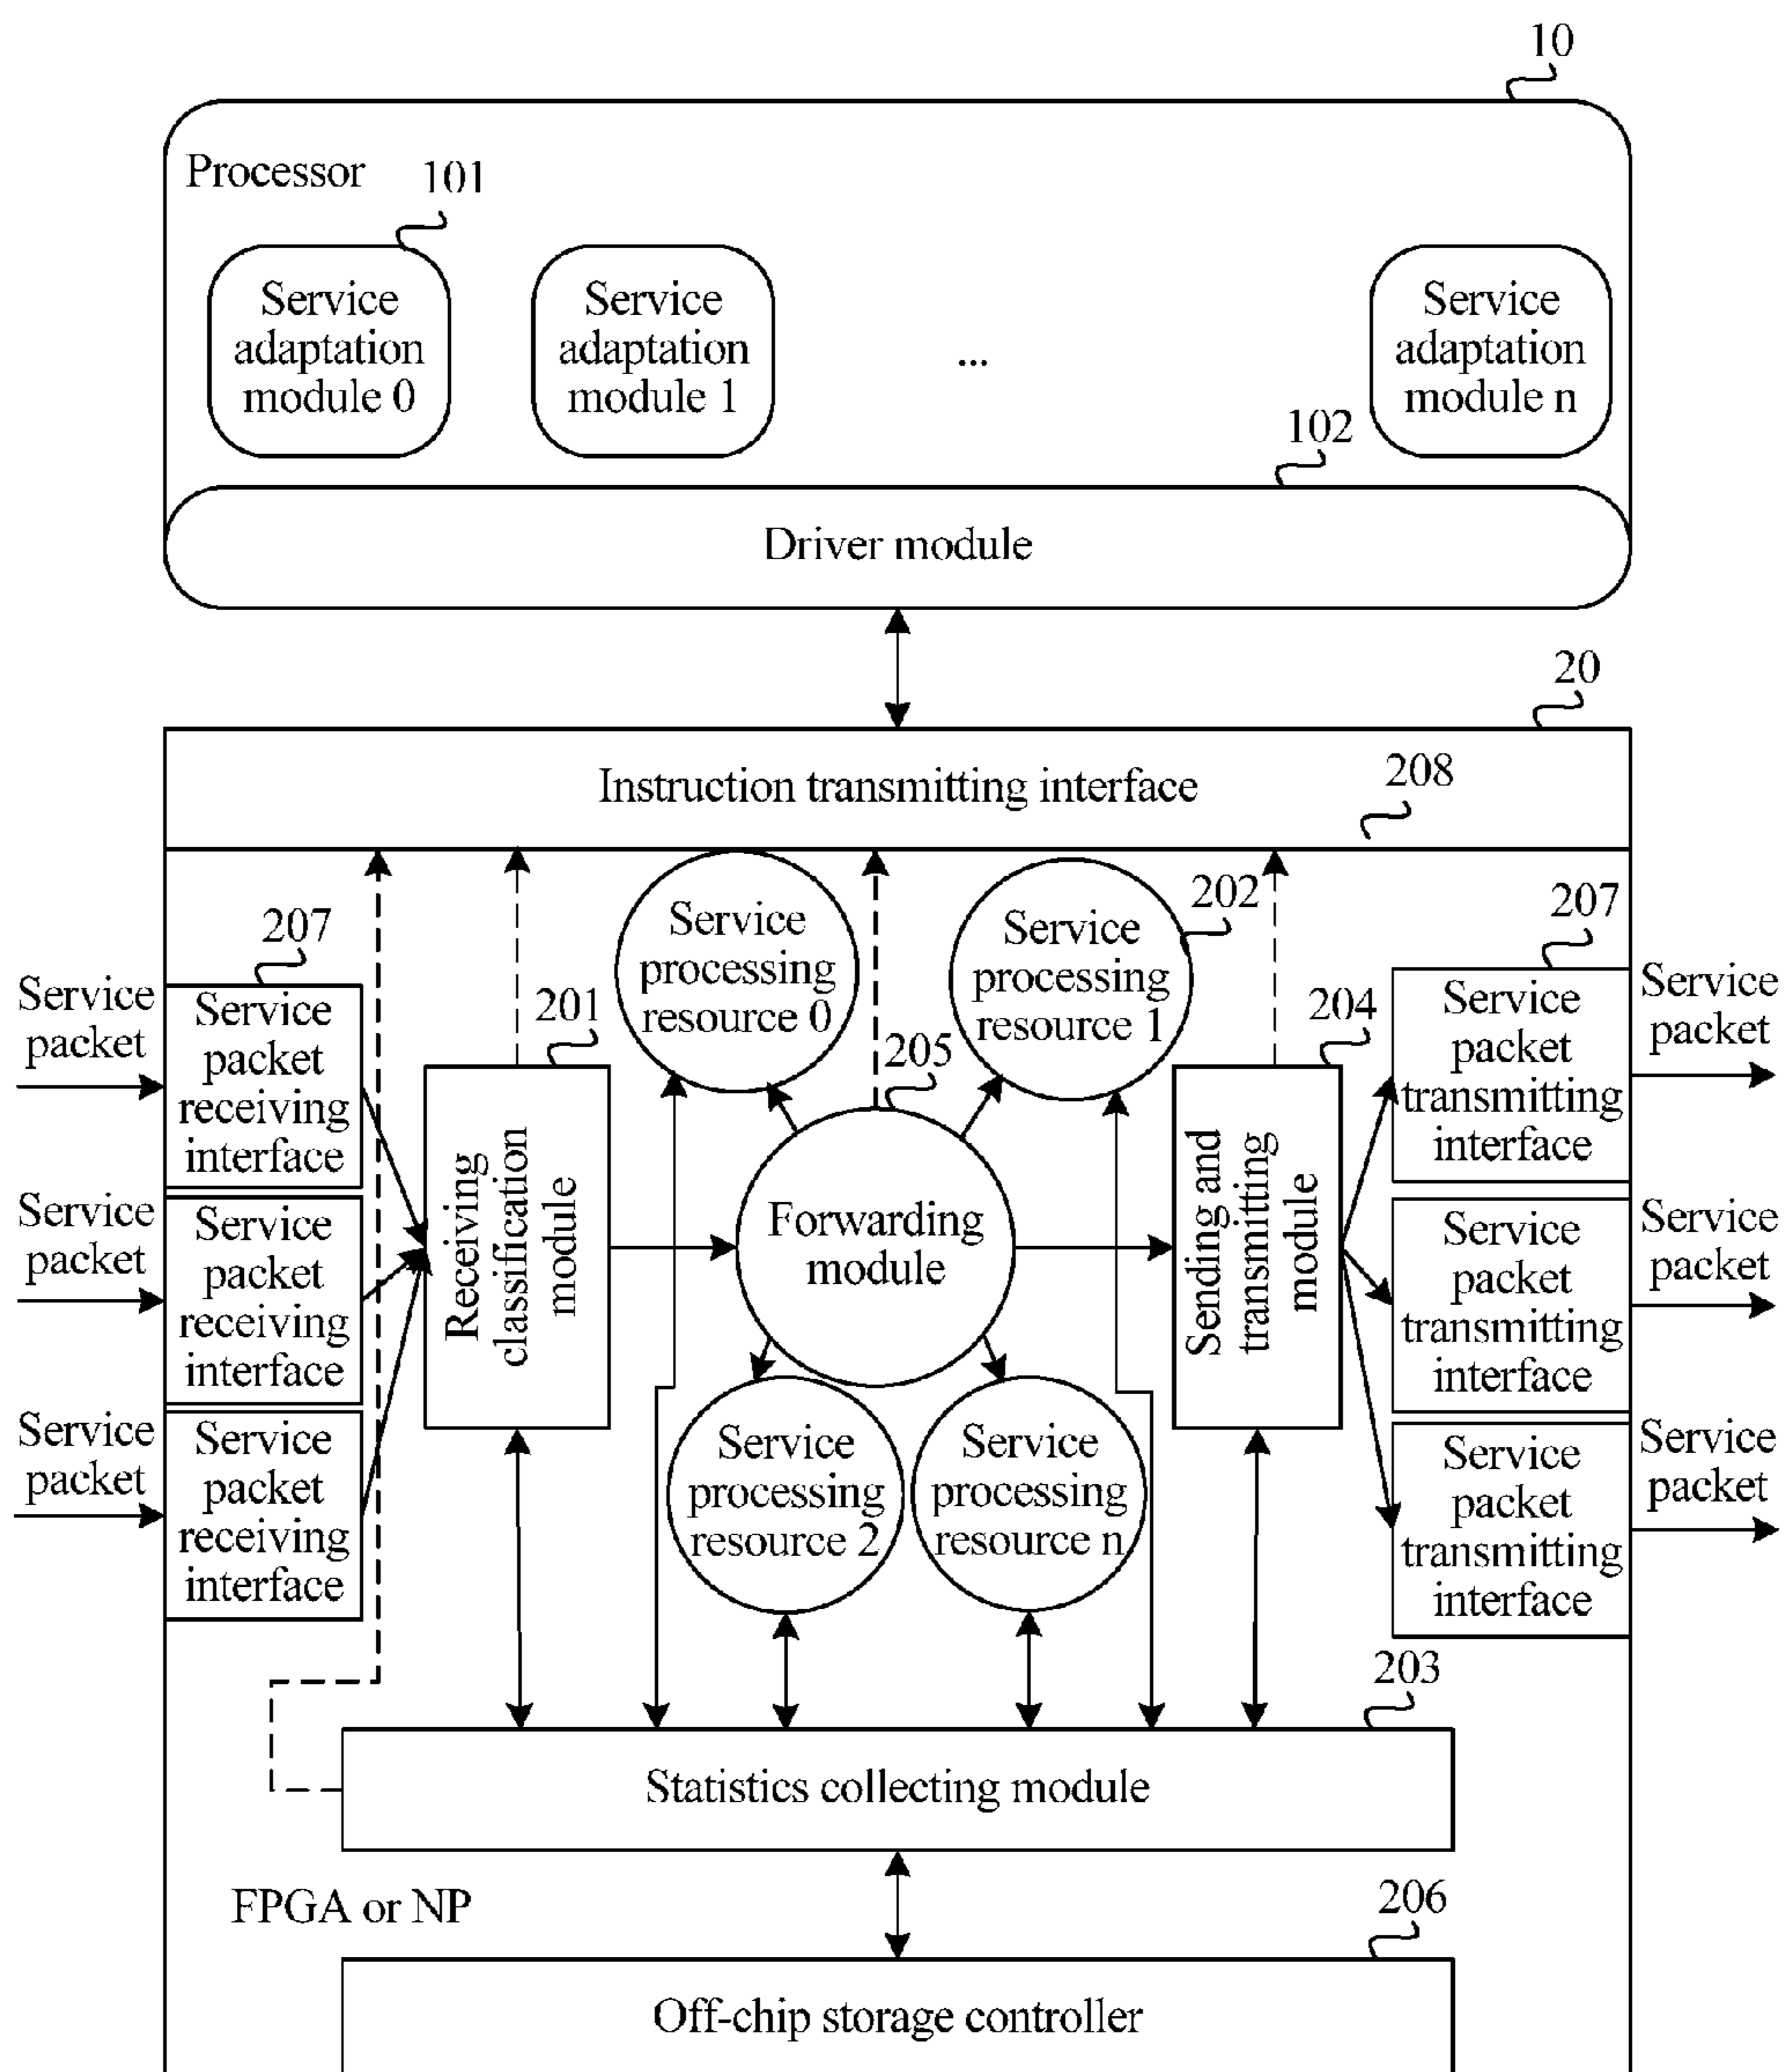 10
Processor
101
Service
adaptation
module 0
Service
adaptation
module 1
...
Service
adaptation
module n
102
Driver module
20
Instruction transmitting interface
208
207
Service
packet
Service
packet
receiving
interface
Service
packet
Service
packet
receiving
interface
Service
packet
Service
packet
receiving
interface
201
Receiving
classification
module
Service
processing
resource 0
Service
processing
resource 1
202
205
Forwarding
module
Service
processing
resource 2
Service
processing
resource n
204
Sending and
transmitting
module
207
Service
packet
transmitting
interface
Service
packet
Service
packet
transmitting
interface
Service
packet
Service
packet
transmitting
interface
Service
packet
203
Statistics collecting module
FPGA or NP
206
Off-chip storage controller